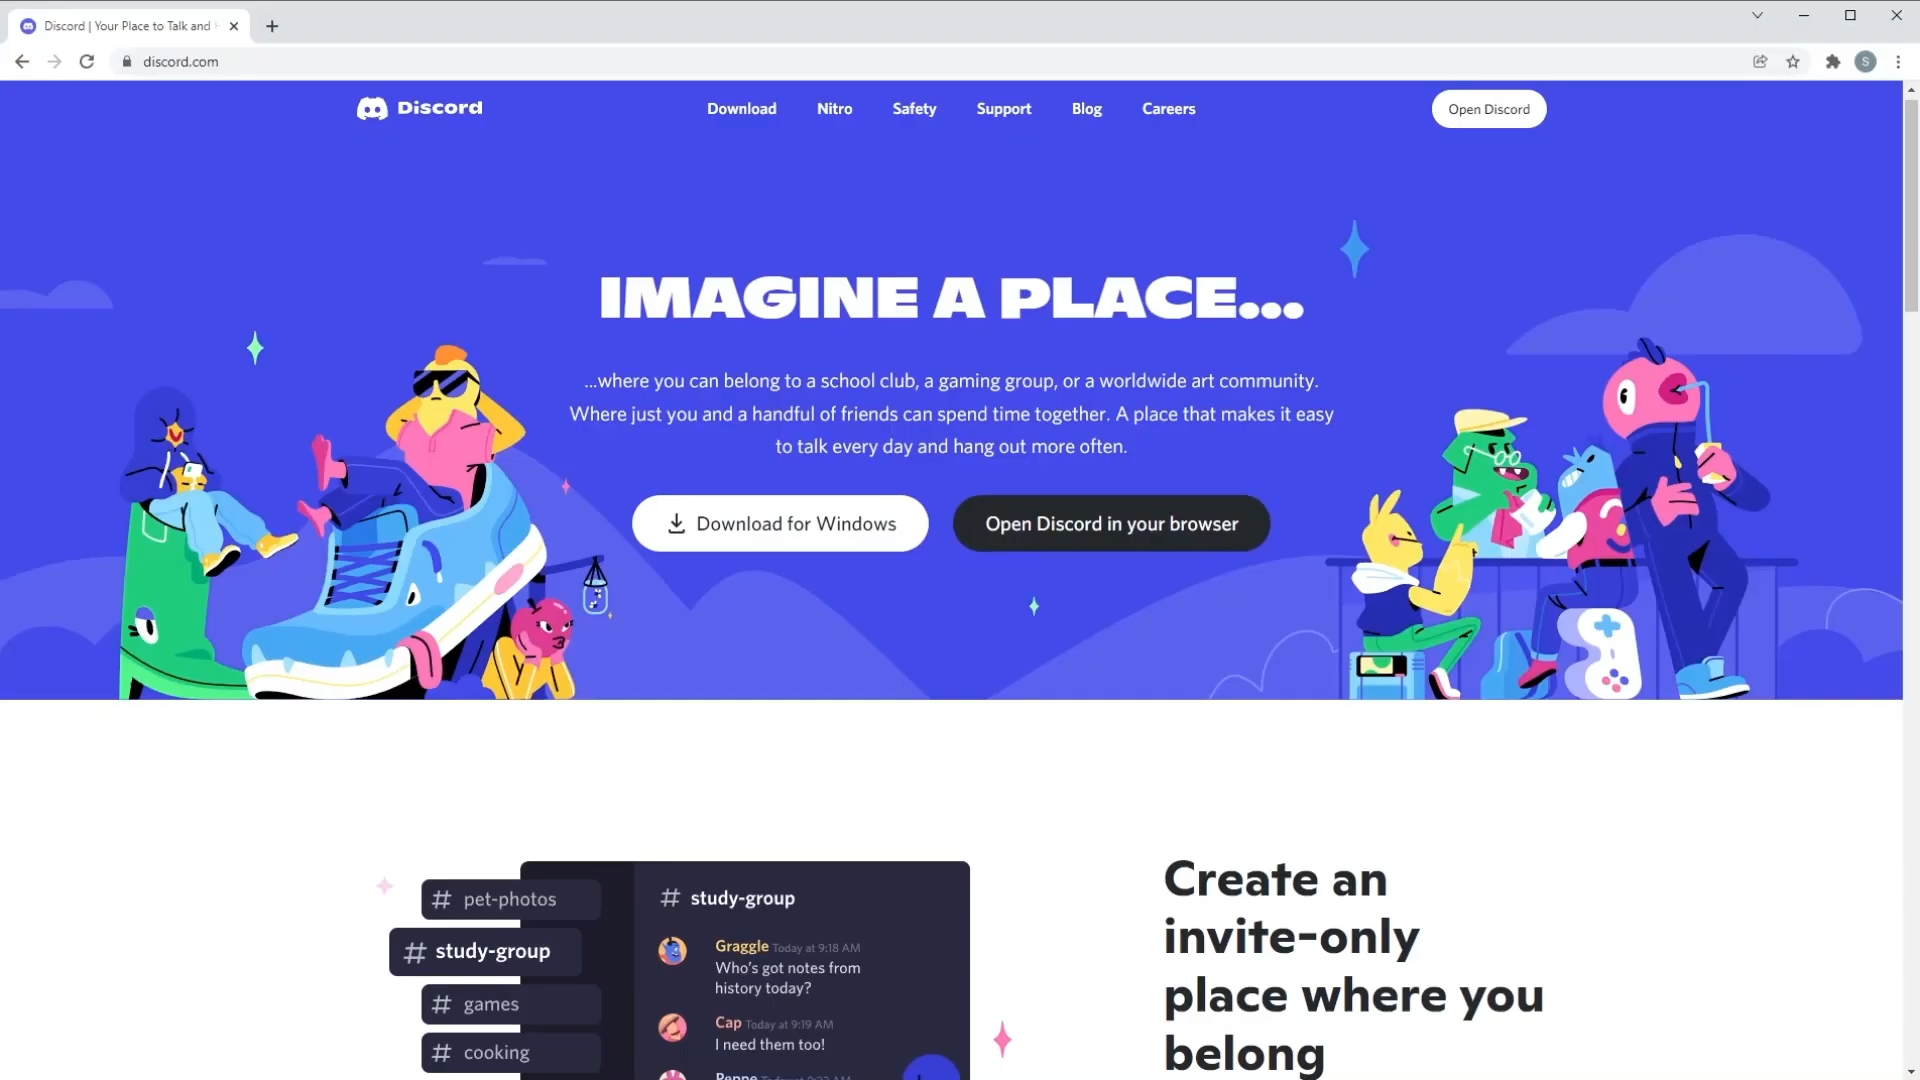 Discord | Your Place to Talk and
discord.com
S
Discord
Download
Nitro
Safety
Support
Blog
Careers
Open Discord
IMAGINE A PLACE...
...where you can belong to a school club, a gaming group, or a worldwide art community.
Where just you and a handful of friends can spend time together. A place that makes it easy
to talk every day and hang out more often.
Download for Windows
Open Discord in your browser
# pet-photos
# study-group
# games
# cooking
# study-group
Graggle Today at 9:18 AM
Who's got notes from
history today?
Cap Today at 9:19 AM
I need them too!
Create an
invite-only
place where you
belong